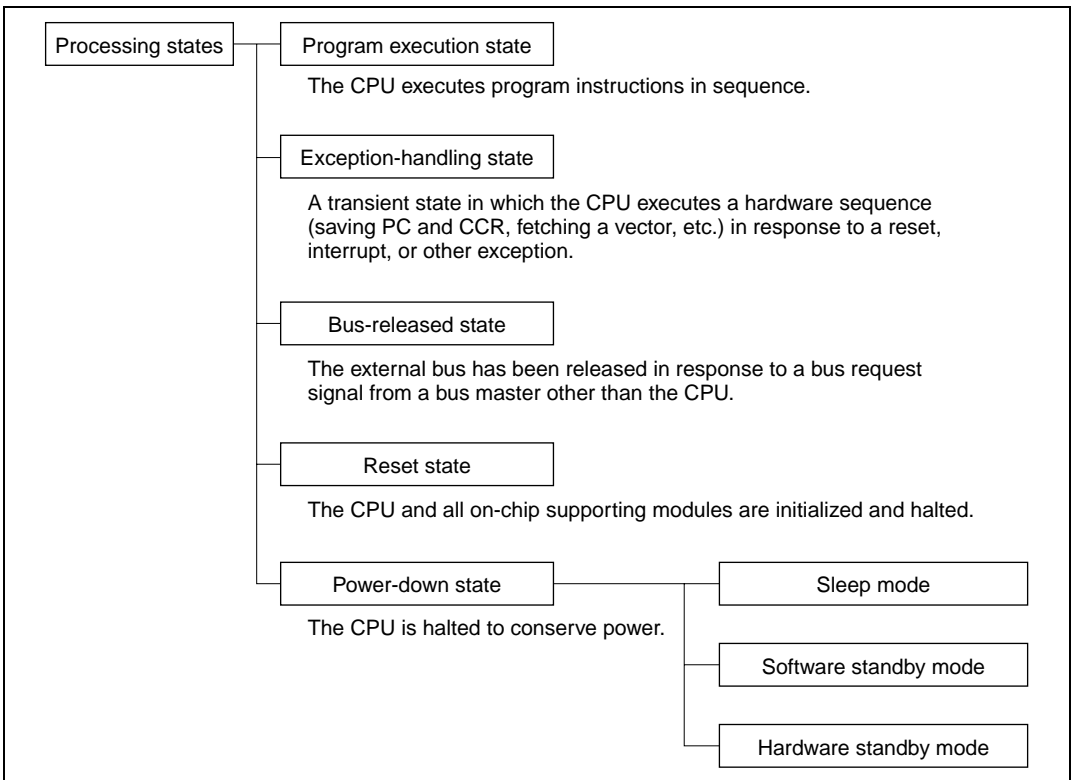 Processing states
Program execution state
The CPU executes program instructions in sequence.
Exception-handling state
A transient state in which the CPU executes a hardware sequence
(saving PC and CCR, fetching a vector, etc.) in response to a reset,
interrupt, or other exception.
Bus-released state
The external bus has been released in response to a bus request
signal from a bus master other than the CPU.
Reset state
The CPU and all on-chip supporting modules are initialized and halted.
Power-down state
Sleep mode
The CPU is halted to conserve power.
Software standby mode
Hardware standby mode